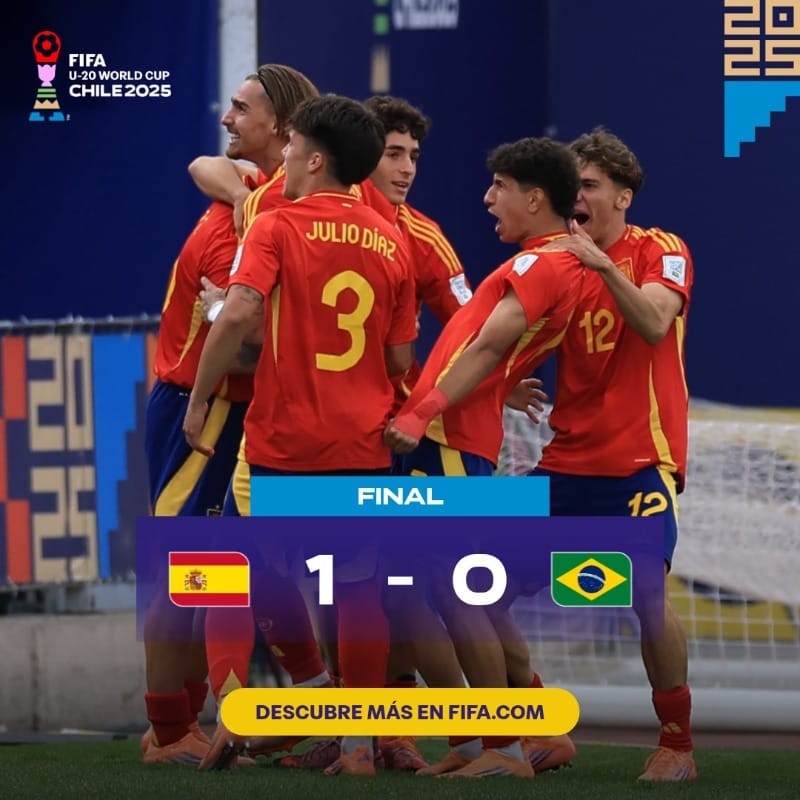 FIFA
U-20 WORLD CUP
CHILE2025
2025
JULIO DÍAZ
3
12
12
2025
FINAL
1 - 0
DESCUBRE MÁS EN FIFA.COM